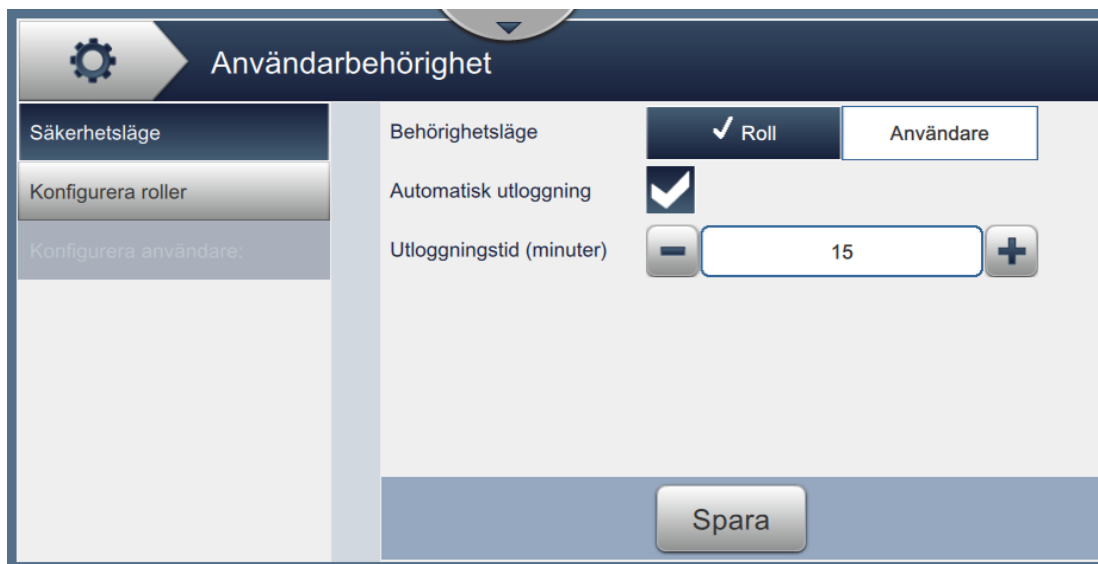 Användarbehörighet
Säkerhetsläge
Konfigurera roller
Konfigurera användare:
Behörighetsläge
Roll
Användare
Automatisk utloggning
Utloggningstid (minuter)
15
Spara